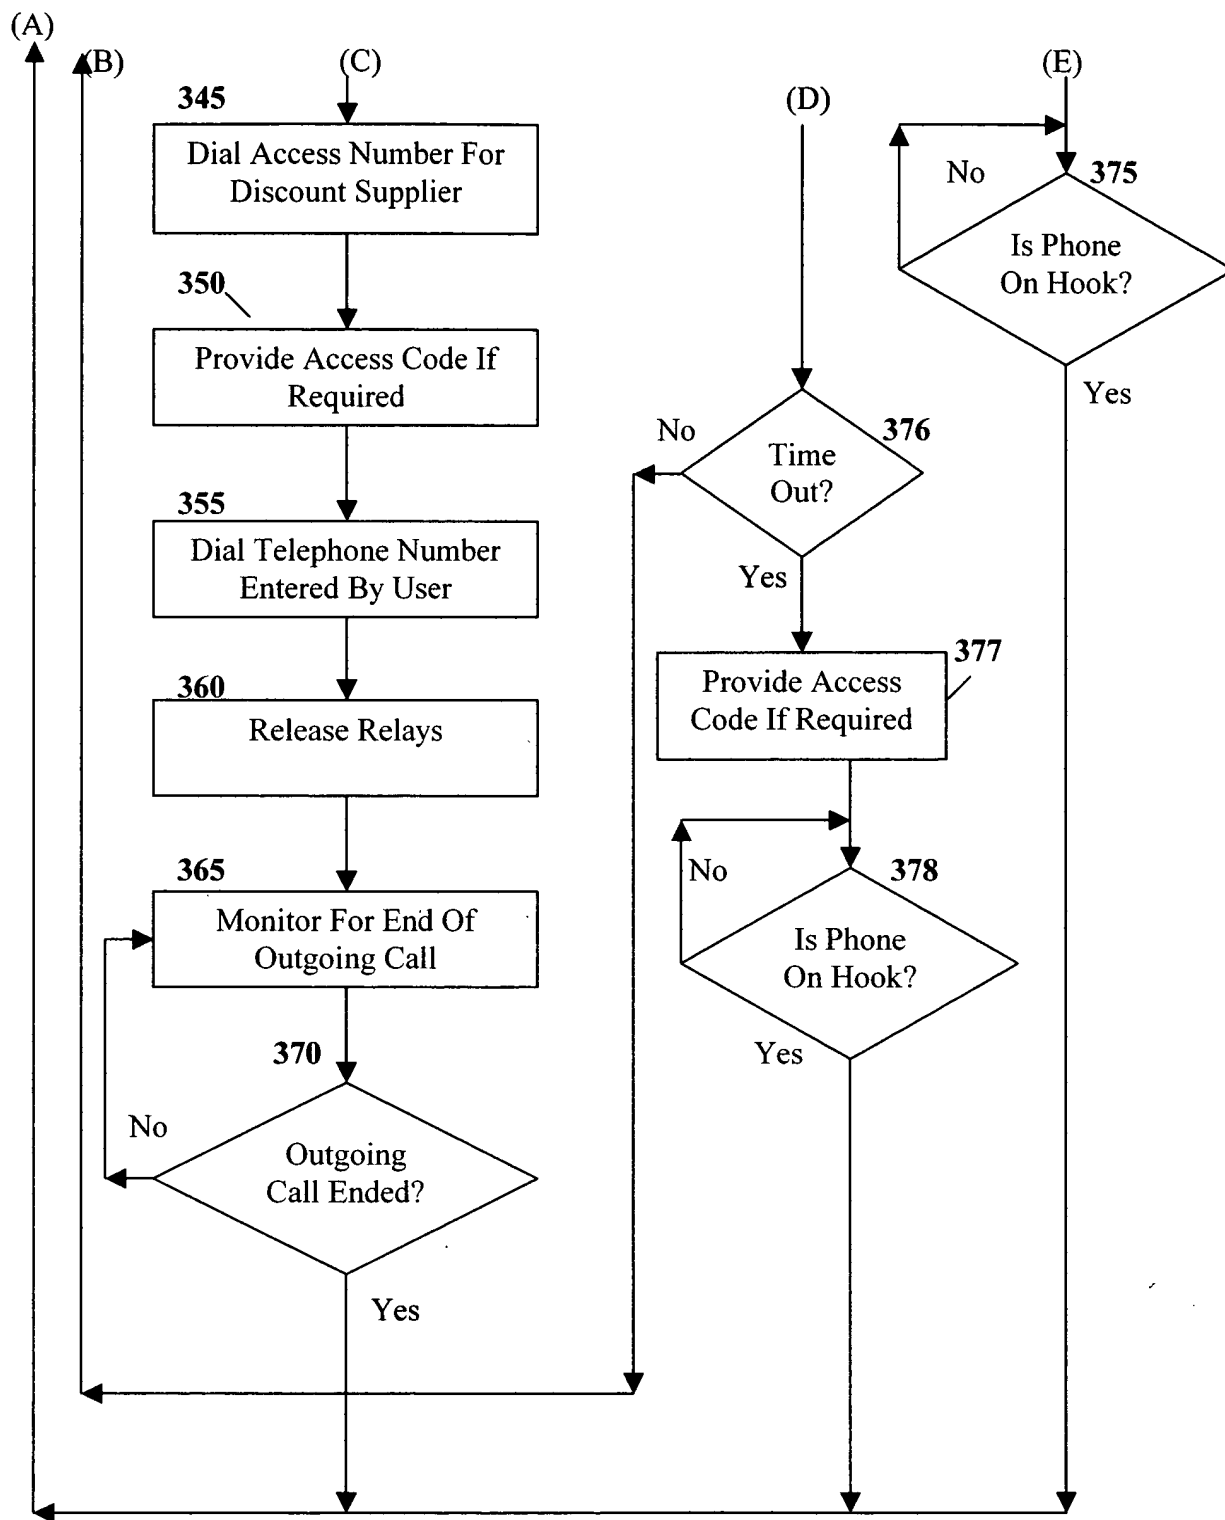 (A)
(B)
(C)
345
Dial Access Number For
Discount Supplier
350
Provide Access Code If
Required
355
Dial Telephone Number
Entered By User
360
Release Relays
365
Monitor For End Of
Outgoing Call
370
No
Outgoing
Call Ended?
Yes
(D)
No
376
Time
Out?
Yes
377
Provide Access
Code If Required
No
378
Is Phone
On Hook?
Yes
(E)
No
375
Is Phone
On Hook?
Yes